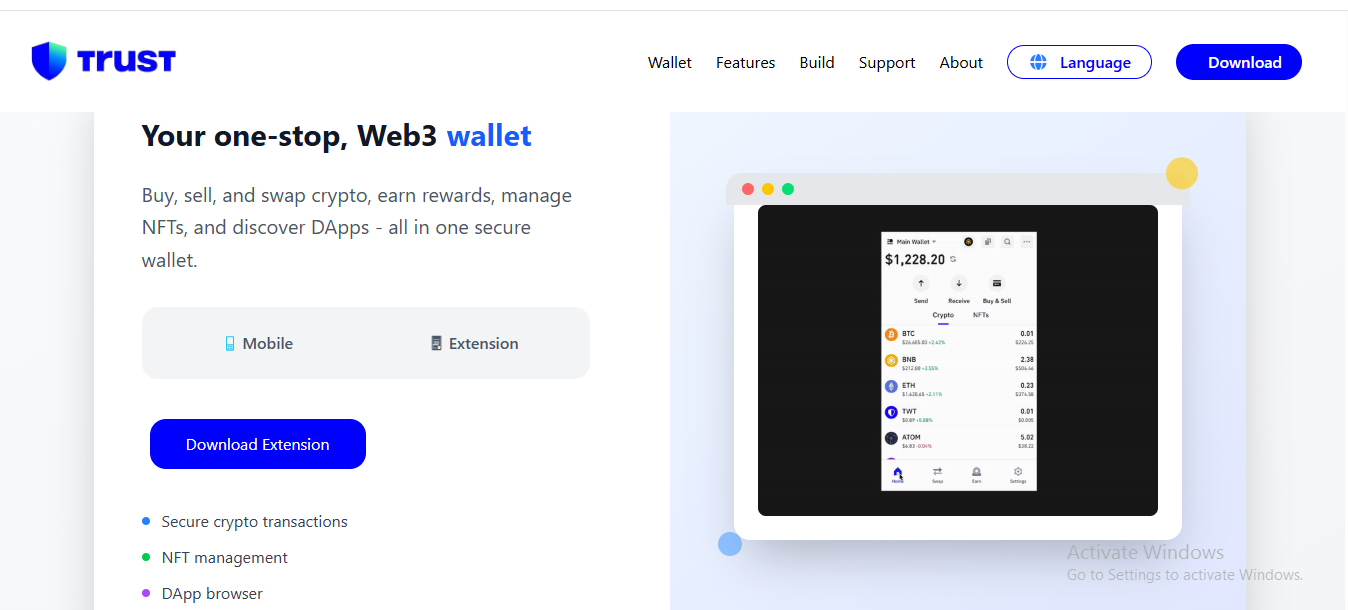 TRUST
Wallet Features Build Support About Language Download
Your one-stop, Web3 wallet
Buy, sell, and swap crypto, earn rewards, manage
NFTs, and discover DApps - all in one secure
wallet.
Mobile Extension
Download Extension
Secure crypto transactions
NFT management
DApp browser
Main Wallet
$1,228.20
Send Receive Buy & Sell
Crypto NFTs
BTC 0.01
$26,685.03 +2.42% $226.25
BNB 2.38
$212.80 +3.55% $506.46
ETH 0.23
$1,628.65 +2.11% $374.58
TWT 0.01
$0.89 +5.08% $0.005
ATOM 5.02
$6.83 -0.04% $38.22
Home Swap Earn Settings
Activate Windows
Go to Settings to activate Windows.